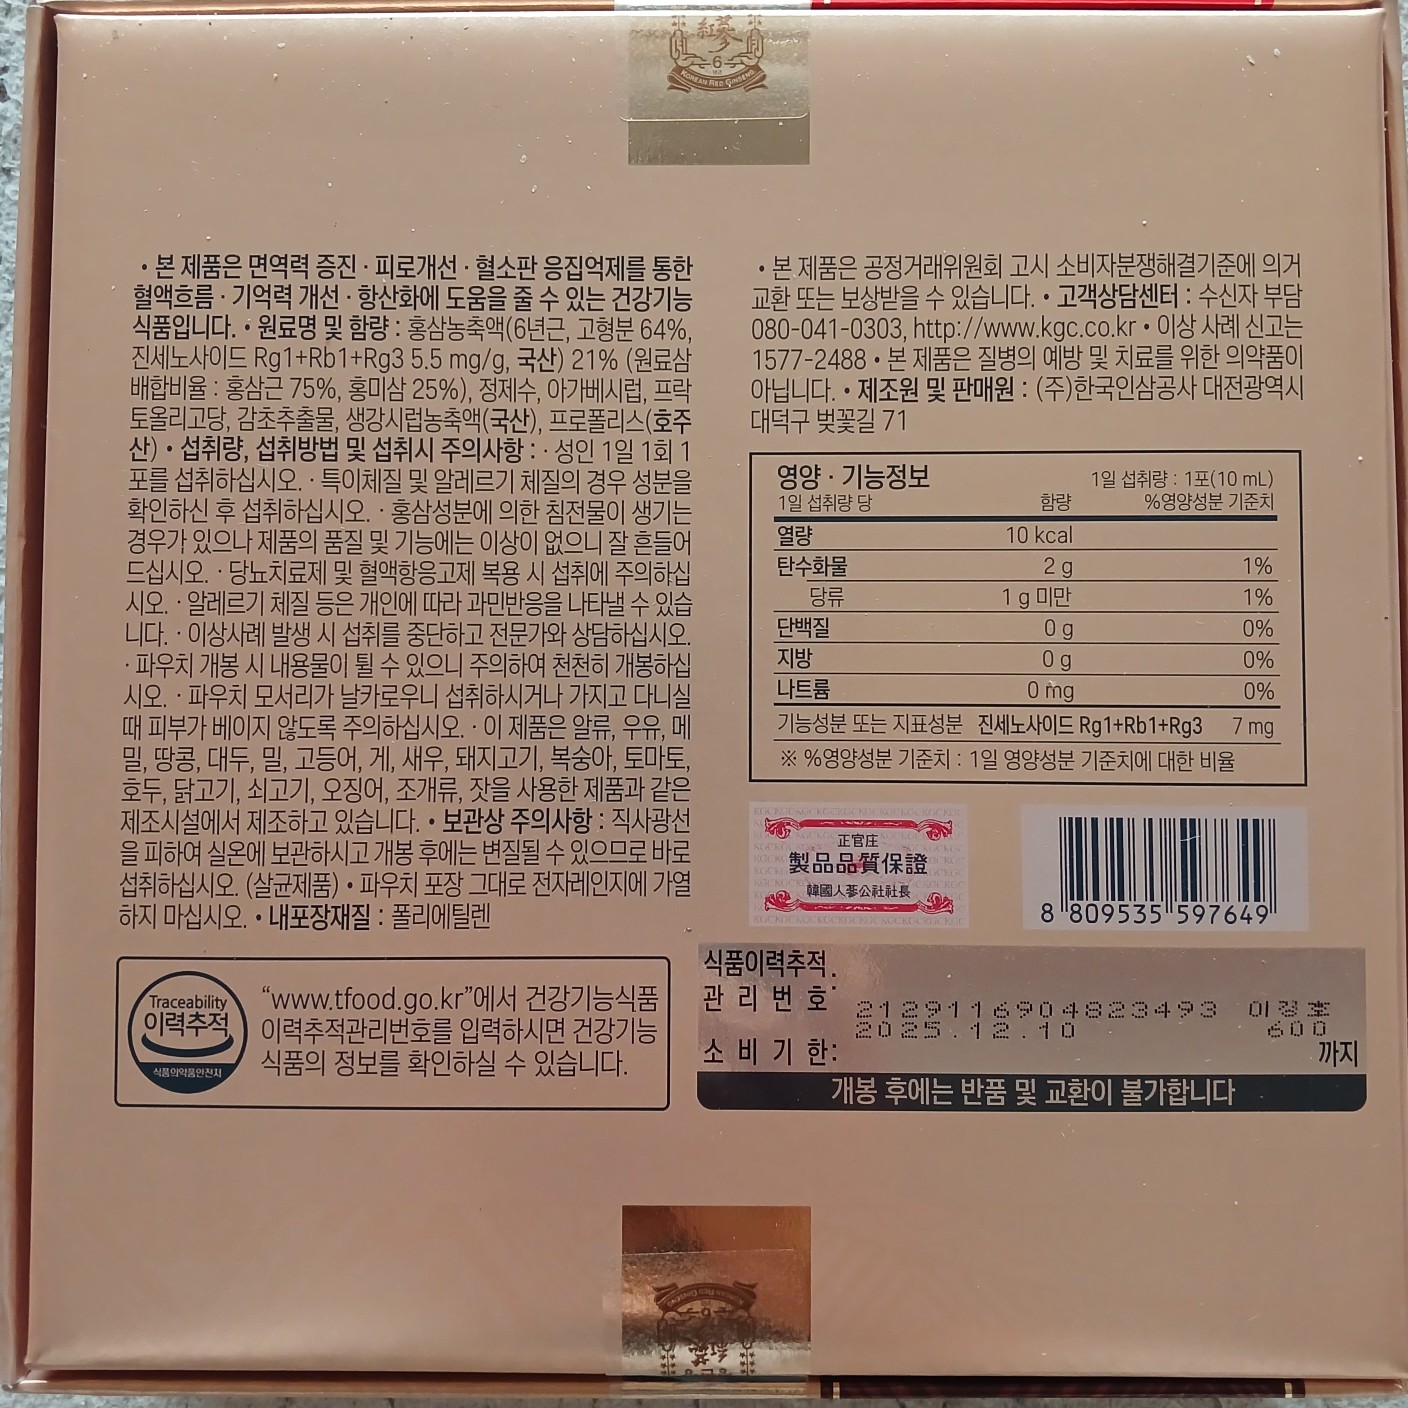 紅蔘
6
년근
KOREAN RED GINSENG
• 본 제품은 면역력 증진 · 피로개선 · 혈소판 응집억제를 통한
혈액흐름 · 기억력 개선 · 항산화에 도움을 줄 수 있는 건강기능
식품입니다. • 원료명 및 함량 : 홍삼농축액(6년근, 고형분 64%,
진세노사이드 Rg1+Rb1+Rg3 5.5 mg/g, 국산) 21% (원료삼
배합비율 : 홍삼근 75%, 홍미삼 25%), 정제수, 아가베시럽, 프락
토올리고당, 감초추출물, 생강시럽농축액(국산), 프로폴리스(호주
산) • 섭취량, 섭취방법 및 섭취시 주의사항 : · 성인 1일 1회 1
포를 섭취하십시오. · 특이체질 및 알레르기 체질의 경우 성분을
확인하신 후 섭취하십시오. · 홍삼성분에 의한 침전물이 생기는
경우가 있으나 제품의 품질 및 기능에는 이상이 없으니 잘 흔들어
드십시오. · 당뇨치료제 및 혈액항응고제 복용 시 섭취에 주의하십
시오. · 알레르기 체질 등은 개인에 따라 과민반응을 나타낼 수 있습
니다. · 이상사례 발생 시 섭취를 중단하고 전문가와 상담하십시오.
· 파우치 개봉 시 내용물이 튈 수 있으니 주의하여 천천히 개봉하십
시오. · 파우치 모서리가 날카로우니 섭취하시거나 가지고 다니실
때 피부가 베이지 않도록 주의하십시오. · 이 제품은 알류, 우유, 메
밀, 땅콩, 대두, 밀, 고등어, 게, 새우, 돼지고기, 복숭아, 토마토,
호두, 닭고기, 쇠고기, 오징어, 조개류, 잣을 사용한 제품과 같은
제조시설에서 제조하고 있습니다. • 보관상 주의사항 : 직사광선
을 피하여 실온에 보관하시고 개봉 후에는 변질될 수 있으므로 바로
섭취하십시오. (살균제품) • 파우치 포장 그대로 전자레인지에 가열
하지 마십시오. • 내포장재질 : 폴리에틸렌
• 본 제품은 공정거래위원회 고시 소비자분쟁해결기준에 의거
교환 또는 보상받을 수 있습니다. • 고객상담센터 : 수신자 부담
080-041-0303, http://www.kgc.co.kr • 이상 사례 신고는
1577-2488 • 본 제품은 질병의 예방 및 치료를 위한 의약품이
아닙니다. • 제조원 및 판매원 : (주)한국인삼공사 대전광역시
대덕구 벚꽃길 71
영양 · 기능정보 1일 섭취량 : 1포(10 mL)
1일 섭취량 당 함량 %영양성분 기준치
열량 10 kcal
탄수화물 2 g 1%
당류 1 g 미만 1%
단백질 0 g 0%
지방 0 g 0%
나트륨 0 mg 0%
기능성분 또는 지표성분 진세노사이드 Rg1+Rb1+Rg3 7 mg
※ %영양성분 기준치 : 1일 영양성분 기준치에 대한 비율
正官庄
製品品質保證
韓國人蔘公社社長
8 809535 597649
Traceability
이력추적
식품의약품안전처
“www.tfood.go.kr”에서 건강기능식품
이력추적관리번호를 입력하시면 건강기능
식품의 정보를 확인하실 수 있습니다.
식품이력추적
관 리 번 호 : 2129116904823493 이정호
2025.12.10 600
소 비 기 한: 까지
개봉 후에는 반품 및 교환이 불가합니다
KOREAN RED GINSENG
6
紅蔘